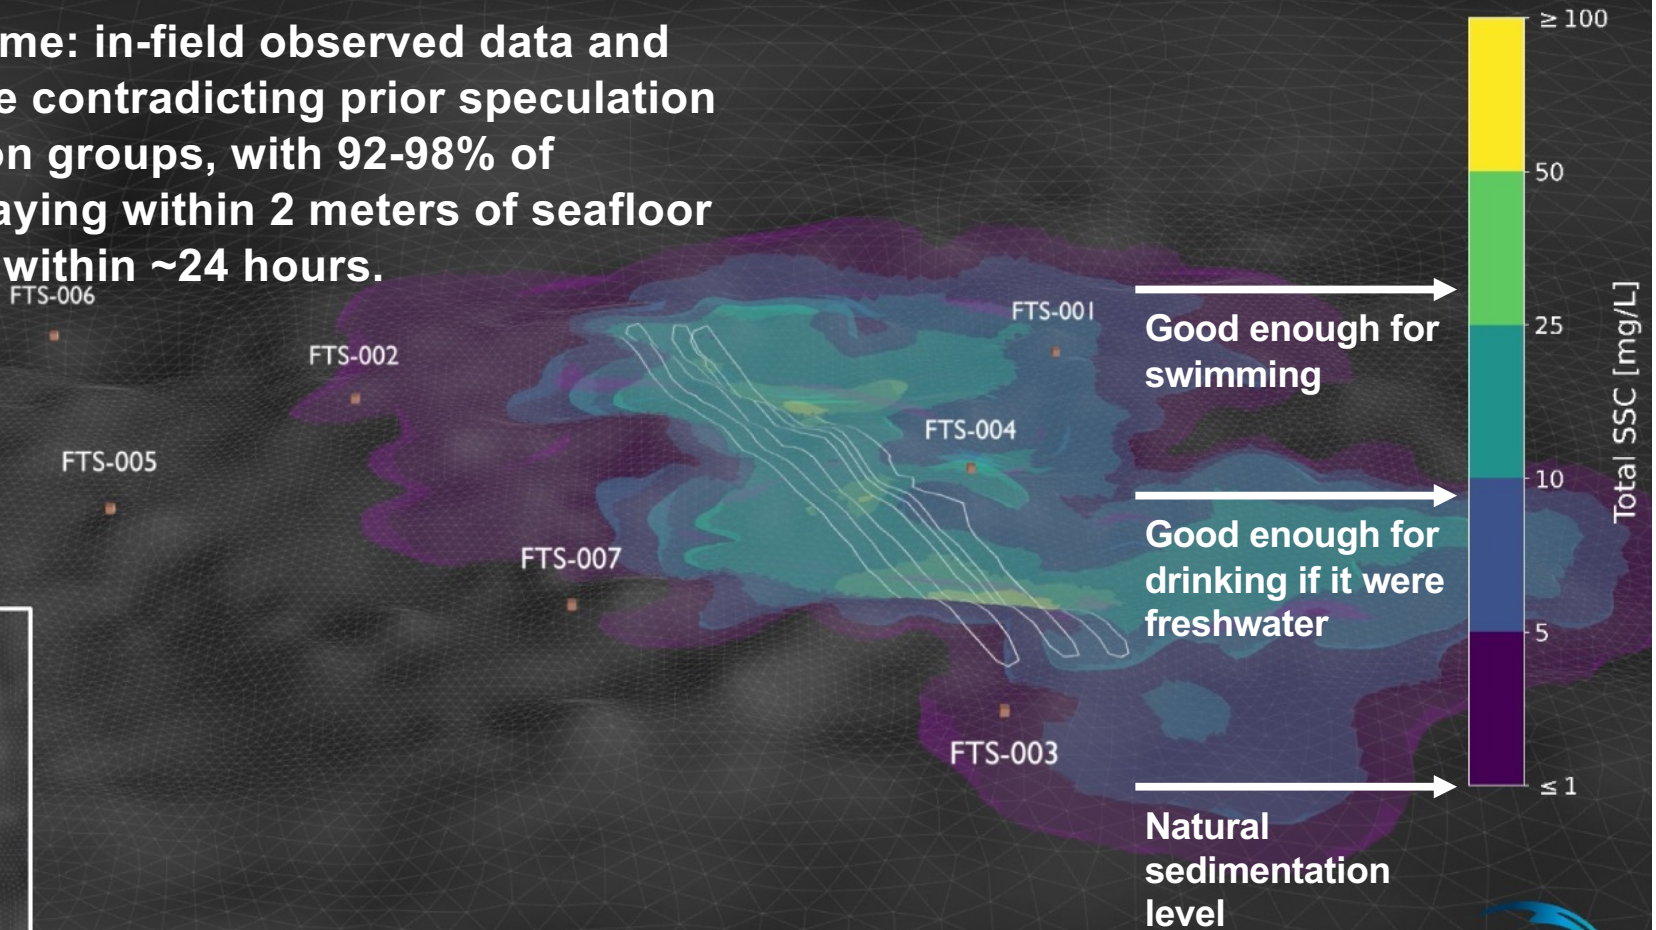 me: in-field observed data and
e contradicting prior speculation
on groups, with 92-98% of
aying within 2 meters of seafloor
within ~24 hours.
FTS-006
FTS-002
FTS-005
FTS-007
FTS-001
FTS-004
FTS-003
Good enough for
swimming
Good enough for
drinking if it were
freshwater
Natural
sedimentation
level
≥ 100
50
25
10
5
≤ 1
Total SSC [mg/L]